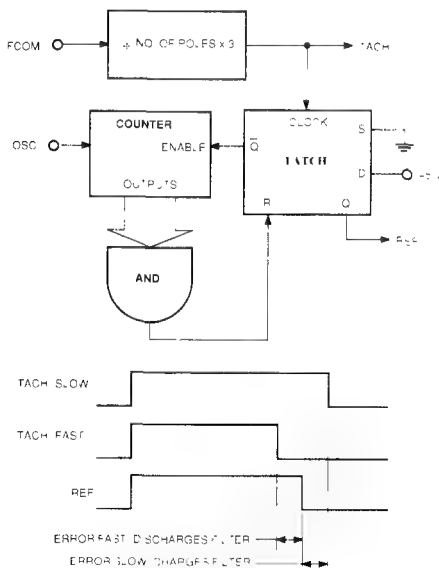 FCOM
÷ NO. OF POLES x 3
TACH
COUNTER
ENABLE
OSC
OUTPUTS
CLOCK
Q
S
LATCH
D
R
Q
REF
AND
TACH SLOW
TACH FAST
REF
ERROR FAST DISCHARGES FILTER
ERROR SLOW CHARGES FILTER